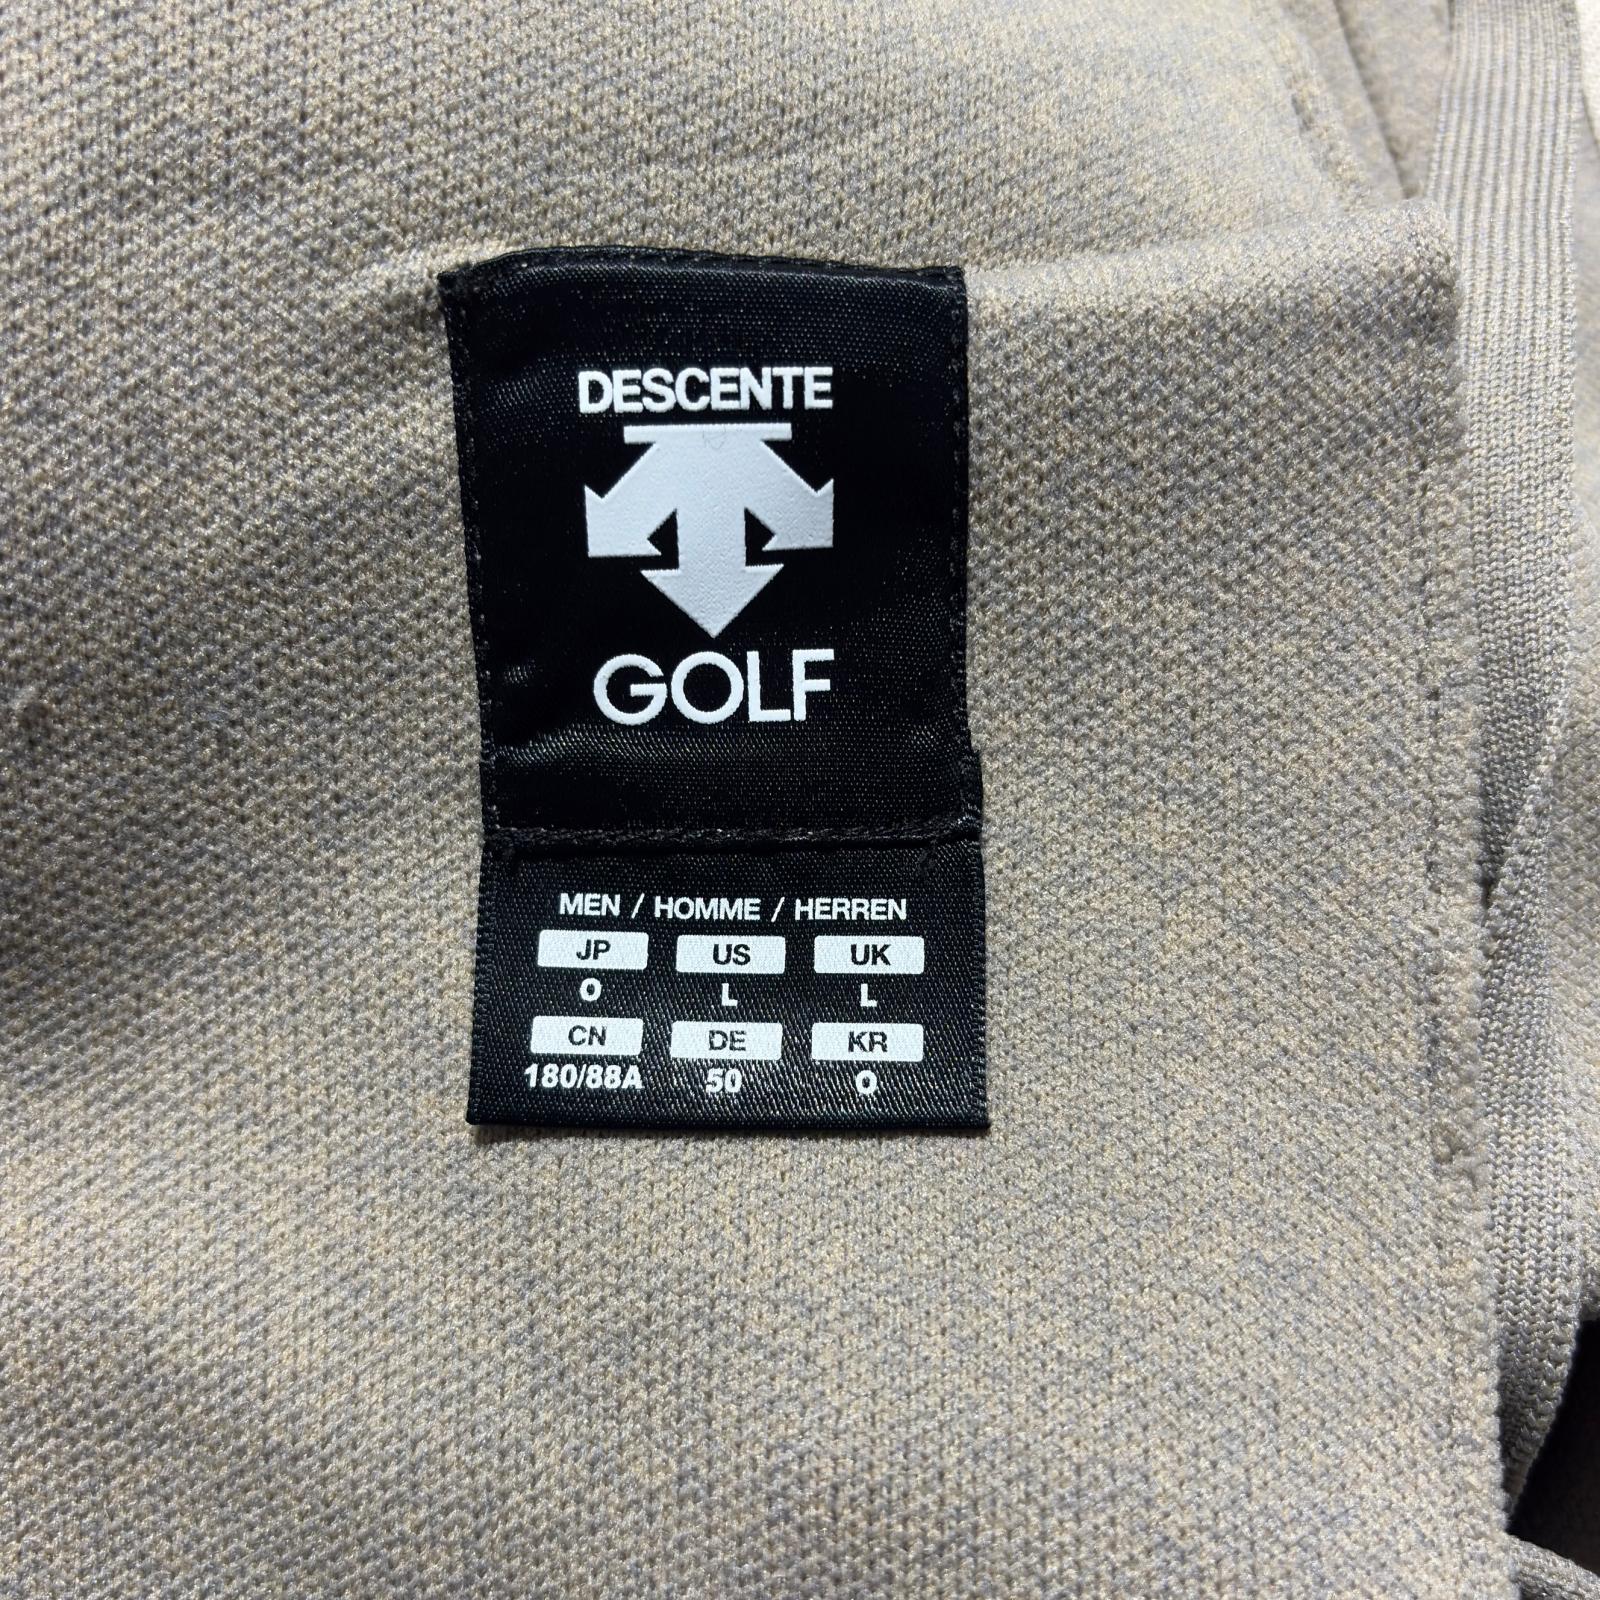 DESCENTE
GOLF
MEN / HOMME / HERREN
JP US UK
O L L
CN DE KR
180/88A 50 O